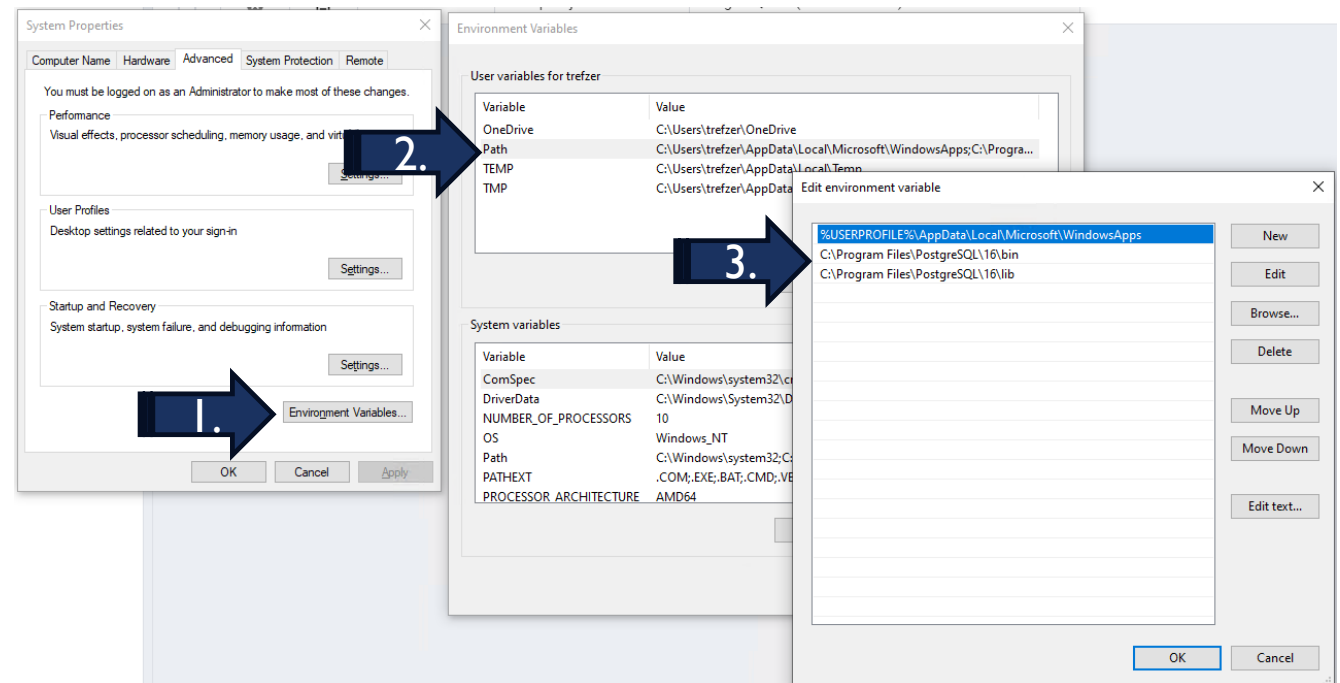 System Properties
Computer Name Hardware Advanced System Protection Remote
You must be logged on as an Administrator to make most of these changes.
Performance
Visual effects, processor scheduling, memory usage, and
Settings...
User Profiles
Desktop settings related to your sign-in
Settings...
Startup and Recovery
System startup, system failure, and debugging information
Settings...
1.
Environment Variables...
OK Cancel Apply
Environment Variables
User variables for trefzer
Variable Value
OneDrive C:\Users\trefzer\OneDrive
2.
Path C:\Users\trefzer\AppData\Local\Microsoft\WindowsApps;C:\Progra...
TEMP C:\Users\trefzer\AppData\Local\Temp
TMP C:\Users\trefzer\AppData
System variables
Variable Value
ComSpec C:\Windows\system32\c
DriverData C:\Windows\System32\D
NUMBER_OF_PROCESSORS 10
OS Windows_NT
Path C:\Windows\system32;C:
PATHEXT .COM;.EXE;.BAT;.CMD;.VB
PROCESSOR_ARCHITECTURE AMD64
Edit environment variable
%USERPROFILE%\AppData\Local\Microsoft\WindowsApps
3.
C:\Program Files\PostgreSQL\16\bin
C:\Program Files\PostgreSQL\16\lib
New
Edit
Browse...
Delete
Move Up
Move Down
Edit text...
OK Cancel